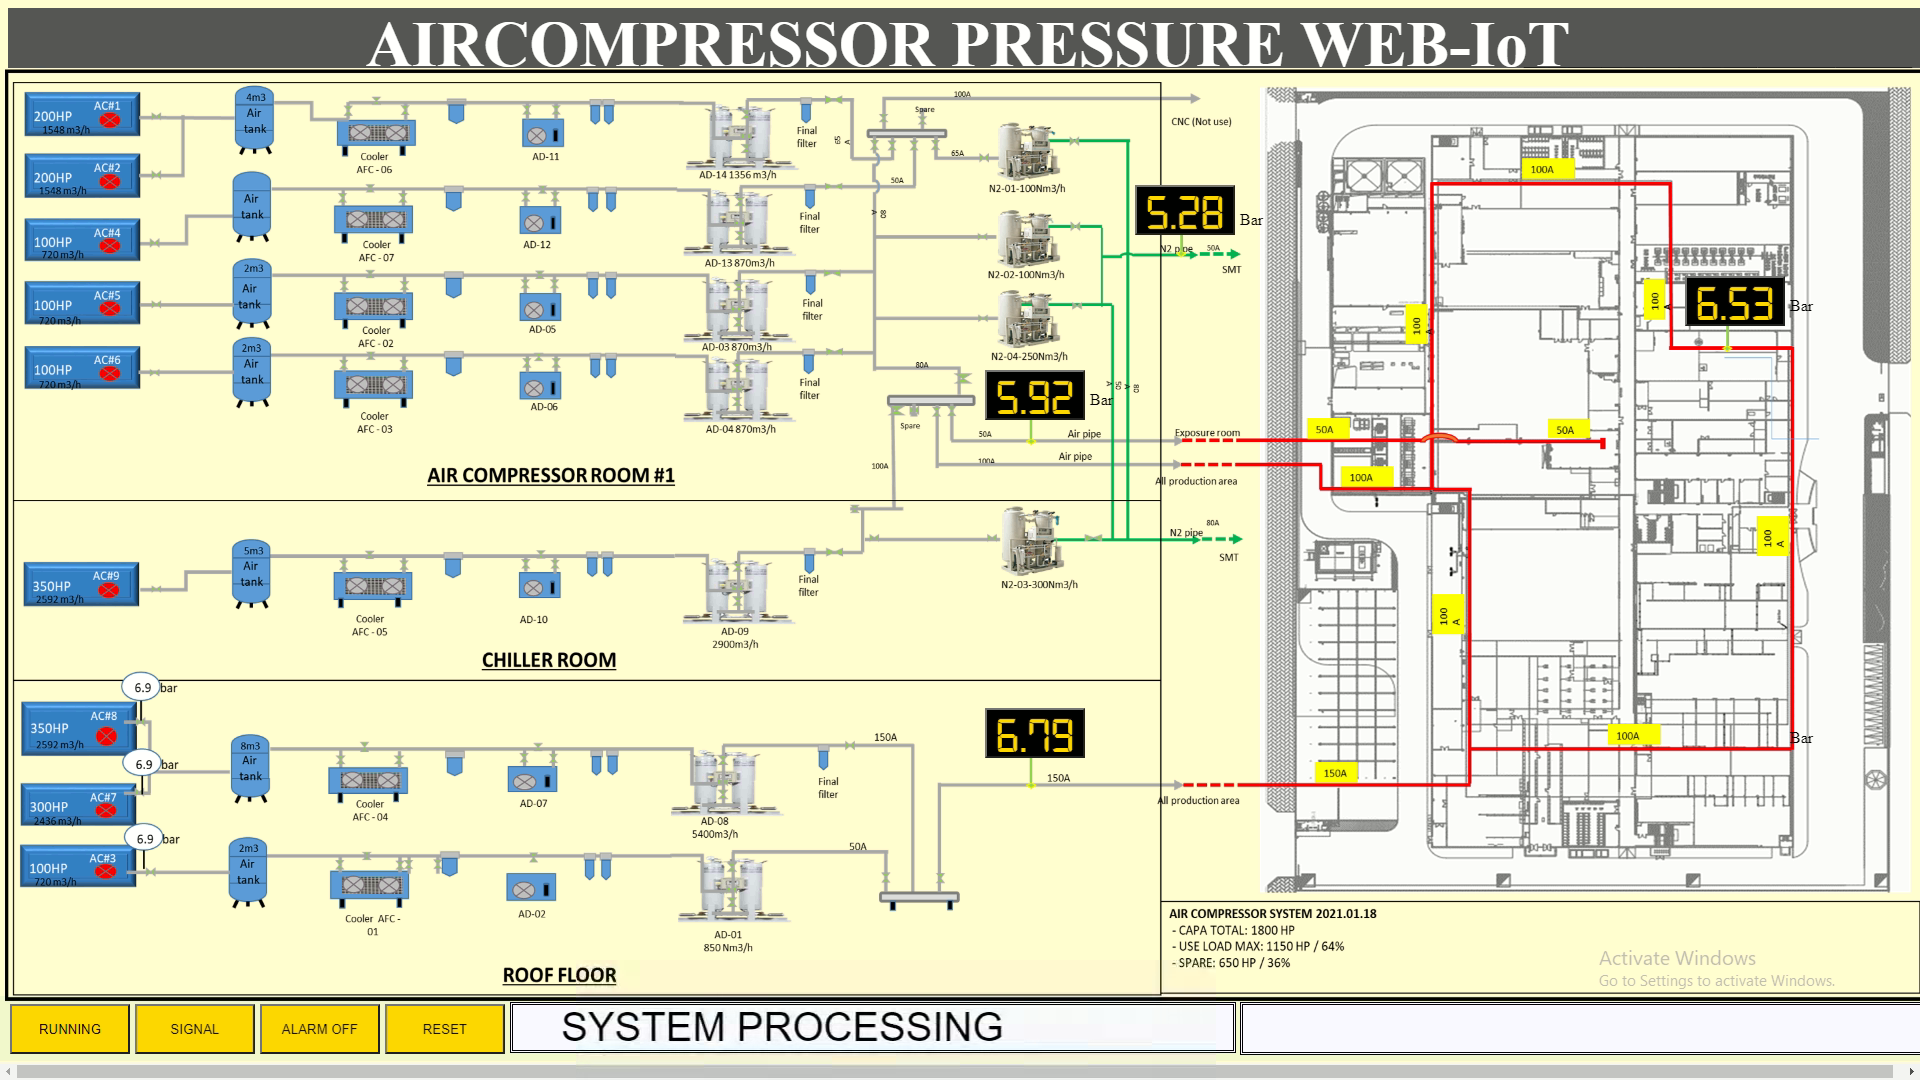 AIRCOMPRESSOR PRESSURE WEB-IoT
AC#1
200HP
1548 m3/h
AC#2
200HP
1548 m3/h
AC#4
100HP
720 m3/h
AC#5
100HP
720 m3/h
AC#6
100HP
720 m3/h
4m3
Air
tank
Air
tank
2m3
Air
tank
2m3
Air
tank
Cooler
AFC - 06
AD-11
AD-14 1356 m3/h
Final
filter
Cooler
AFC - 07
AD-12
AD-13 870m3/h
Final
filter
Cooler
AFC - 02
AD-05
AD-03 870m3/h
Final
filter
Cooler
AFC - 03
AD-06
AD-04 870m3/h
Final
filter
65
A
50A
80
A
100A
Spare
65A
CNC (Not use)
N2-01-100Nm3/h
N2-02-100Nm3/h
N2-04-250Nm3/h
5.28 Bar
N2 pipe 50A
SMT
80A
5.92 Bar
50
A
80
A
Spare
50A
Air pipe
Exposure room
100A
Air pipe
All production area
100A
AIR COMPRESSOR ROOM #1
AC#9
350HP
2592 m3/h
5m3
Air
tank
Cooler
AFC - 05
AD-10
AD-09
2900m3/h
Final
filter
N2-03-300Nm3/h
N2 pipe
80A
SMT
CHILLER ROOM
6.9 bar
AC#8
350HP
2592 m3/h
6.9 bar
AC#7
300HP
2436 m3/h
6.9 bar
AC#3
100HP
720 m3/h
8m3
Air
tank
Cooler
AFC - 04
AD-07
AD-08
5400m3/h
Final
filter
150A
6.79
150A
All production area
2m3
Air
tank
Cooler AFC -
01
AD-02
AD-01
850 Nm3/h
50A
ROOF FLOOR
100A
100
A
100
A
6.53 Bar
50A
50A
100A
100
A
100
A
100A
Bar
150A
AIR COMPRESSOR SYSTEM 2021.01.18
- CAPA TOTAL: 1800 HP
- USE LOAD MAX: 1150 HP / 64%
- SPARE: 650 HP / 36%
Activate Windows
Go to Settings to activate Windows.
RUNNING
SIGNAL
ALARM OFF
RESET
SYSTEM PROCESSING